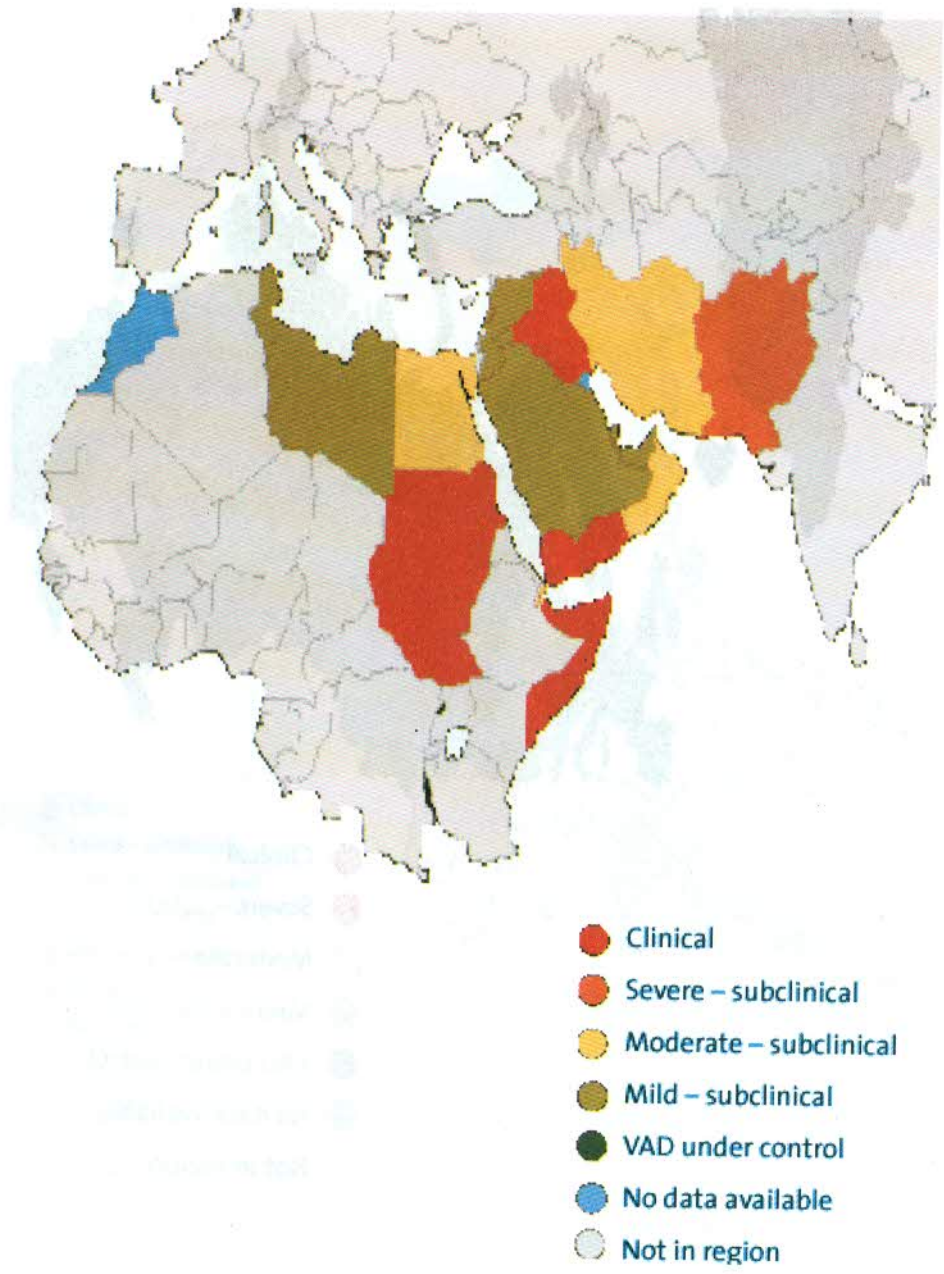 Clinical
Severe – subclinical
Moderate – subclinical
Mild – subclinical
VAD under control
No data available
Not in region